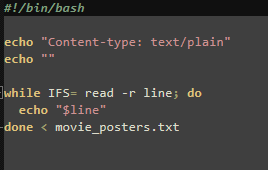 #!/bin/bash
echo "Content-type: text/plain"
echo ""
while IFS= read -r line; do
echo "$line"
done < movie_posters.txt